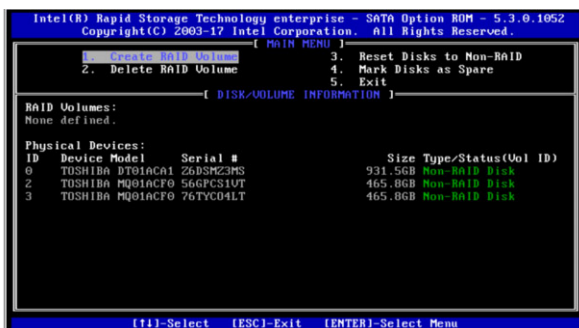 Intel(R) Rapid Storage Technology enterprise - SATA Option ROM - 5.3.0.1052
Copyright(C) 2003-17 Intel Corporation. All Rights Reserved.
[ MAIN MENU ]
1. Create RAID Volume 3. Reset Disks to Non-RAID
2. Delete RAID Volume 4. Mark Disks as Spare
5. Exit
[ DISK/VOLUME INFORMATION ]
RAID Volumes:
None defined.
Physical Devices:
ID Device Model Serial # Size Type/Status(Vol ID)
0 TOSHIBA DT01ACA1 Z6DSMZ3MS 931.5GB Non-RAID Disk
2 TOSHIBA MQ01ACF0 56GPCS1VT 465.8GB Non-RAID Disk
3 TOSHIBA MQ01ACF0 76TYCO4LT 465.8GB Non-RAID Disk
[↑↓]-Select [ESC]-Exit [ENTER]-Select Menu